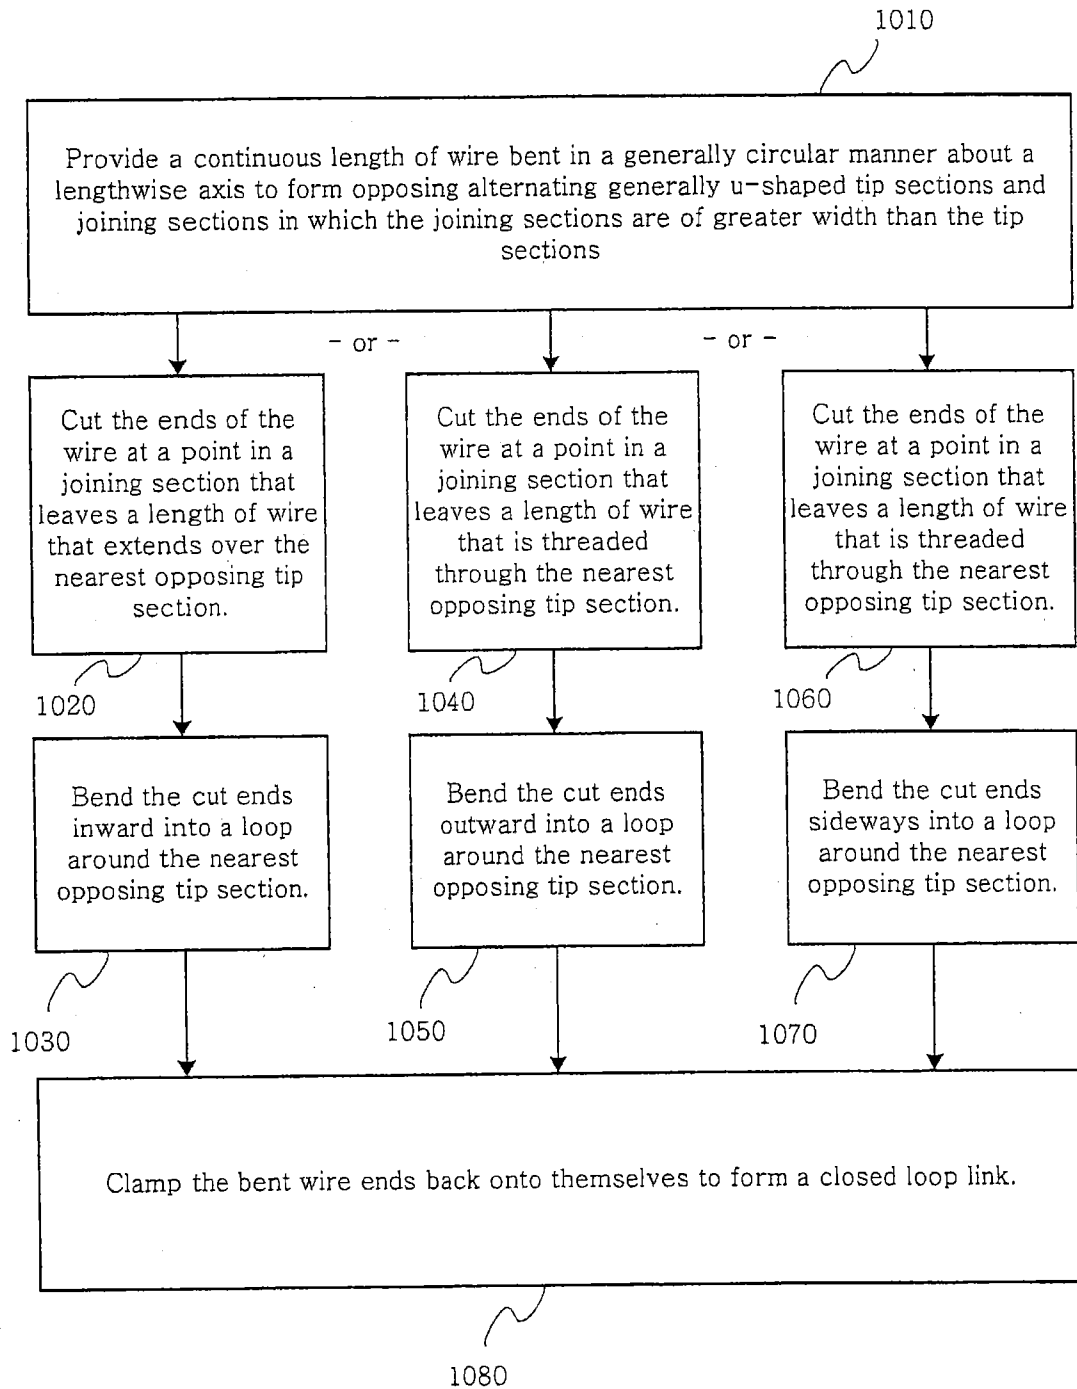 1010
Provide a continuous length of wire bent in a generally circular manner about a
lengthwise axis to form opposing alternating generally u-shaped tip sections and
joining sections in which the joining sections are of greater width than the tip
sections
- or -
- or -
Cut the ends of the
wire at a point in a
joining section that
leaves a length of wire
that extends over the
nearest opposing tip
section.
Cut the ends of the
wire at a point in a
joining section that
leaves a length of wire
that is threaded
through the nearest
opposing tip section.
Cut the ends of the
wire at a point in a
joining section that
leaves a length of wire
that is threaded
through the nearest
opposing tip section.
1020
1040
1060
Bend the cut ends
inward into a loop
around the nearest
opposing tip section.
Bend the cut ends
outward into a loop
around the nearest
opposing tip section.
Bend the cut ends
sideways into a loop
around the nearest
opposing tip section.
1030
1050
1070
Clamp the bent wire ends back onto themselves to form a closed loop link.
1080